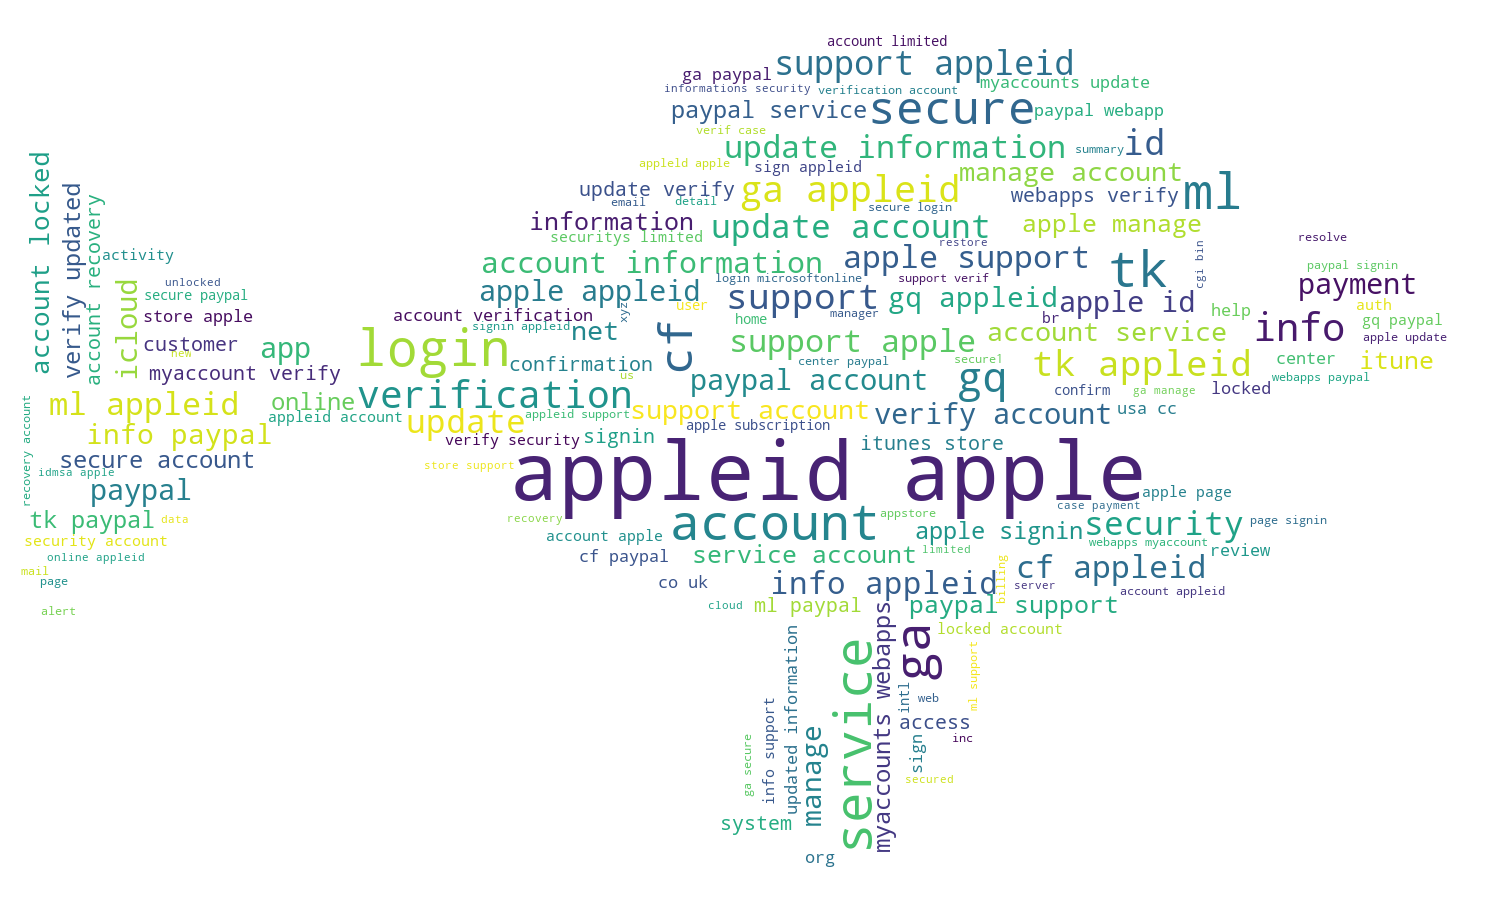 account limited
support appleid
ga paypal
myaccounts update
informations security
verification account
paypal service
secure
paypal webapp
verif case
update information
summary
id
appleld apple
sign appleid
manage account
update verify
ga appleid
webapps verify
ml
email
detail
secure login
information
update account
apple manage
securitys limited
restore
resolve
account locked
verify updated
account recovery
activity
account information
apple support
tk
cgi bin
paypal signin
unlocked
login microsoftonline
support verif
payment
secure paypal
icloud
apple appleid
support
gq appleid
apple id
user
xyz
auth
store apple
account verification
manager
br
help
signin appleid
net
home
info
gq paypal
customer
new
app
login
cf
support apple
account service
apple update
confirmation
center paypal
secure1
tk appleid
center
itune
myaccount verify
us
paypal account
gq
webapps paypal
verification
confirm
ga manage
locked
ml appleid
online
appleid account
update
appleid support
support account
verify account
usa cc
info paypal
apple subscription
verify security
signin
itunes store
secure account
store support
recovery account
idmsa apple
appleid apple
paypal
apple page
case payment
tk paypal
data
recovery
account
appstore
security
page signin
account apple
apple signin
security account
webapps myaccount
online appleid
cf paypal
service account
limited
review
mail
page
co uk
info appleid
billing
server
cf appleid
account appleid
alert
cloud
ml paypal
paypal support
locked account
updated information
service
myaccounts webapps
ga
ml support
info support
intl
web
access
inc
ga secure
manage
sign
secured
system
org